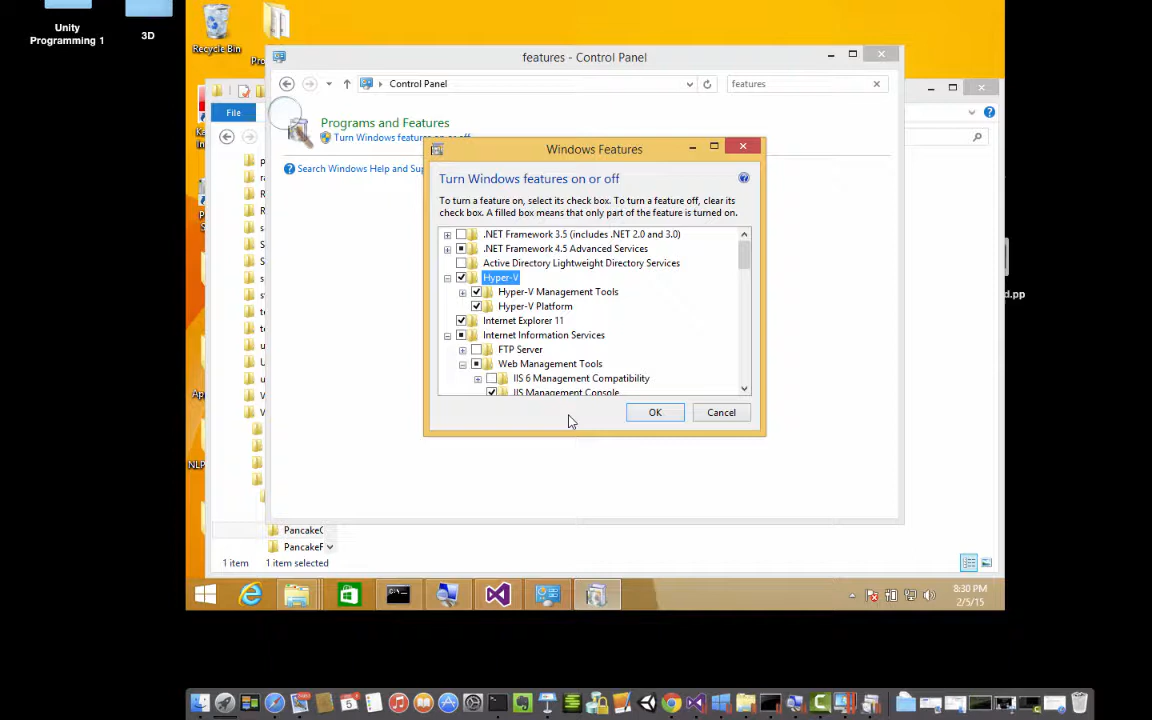 Unity
Programming 1
3D
Recycle Bin
features - Control Panel
Control Panel
features
File
Programs and Features
Turn Windows features on or off
Search Windows Help and Sup
Windows Features
Turn Windows features on or off
To turn a feature on, select its check box. To turn a feature off, clear its
check box. A filled box means that only part of the feature is turned on.
.NET Framework 3.5 (includes .NET 2.0 and 3.0)
.NET Framework 4.5 Advanced Services
Active Directory Lightweight Directory Services
Hyper-V
Hyper-V Management Tools
Hyper-V Platform
Internet Explorer 11
Internet Information Services
FTP Server
Web Management Tools
IIS 6 Management Compatibility
IIS Management Console
OK
Cancel
d.pp
NLP
PancakeC
PancakeF
1 item
1 item selected
8:30 PM
2/5/15